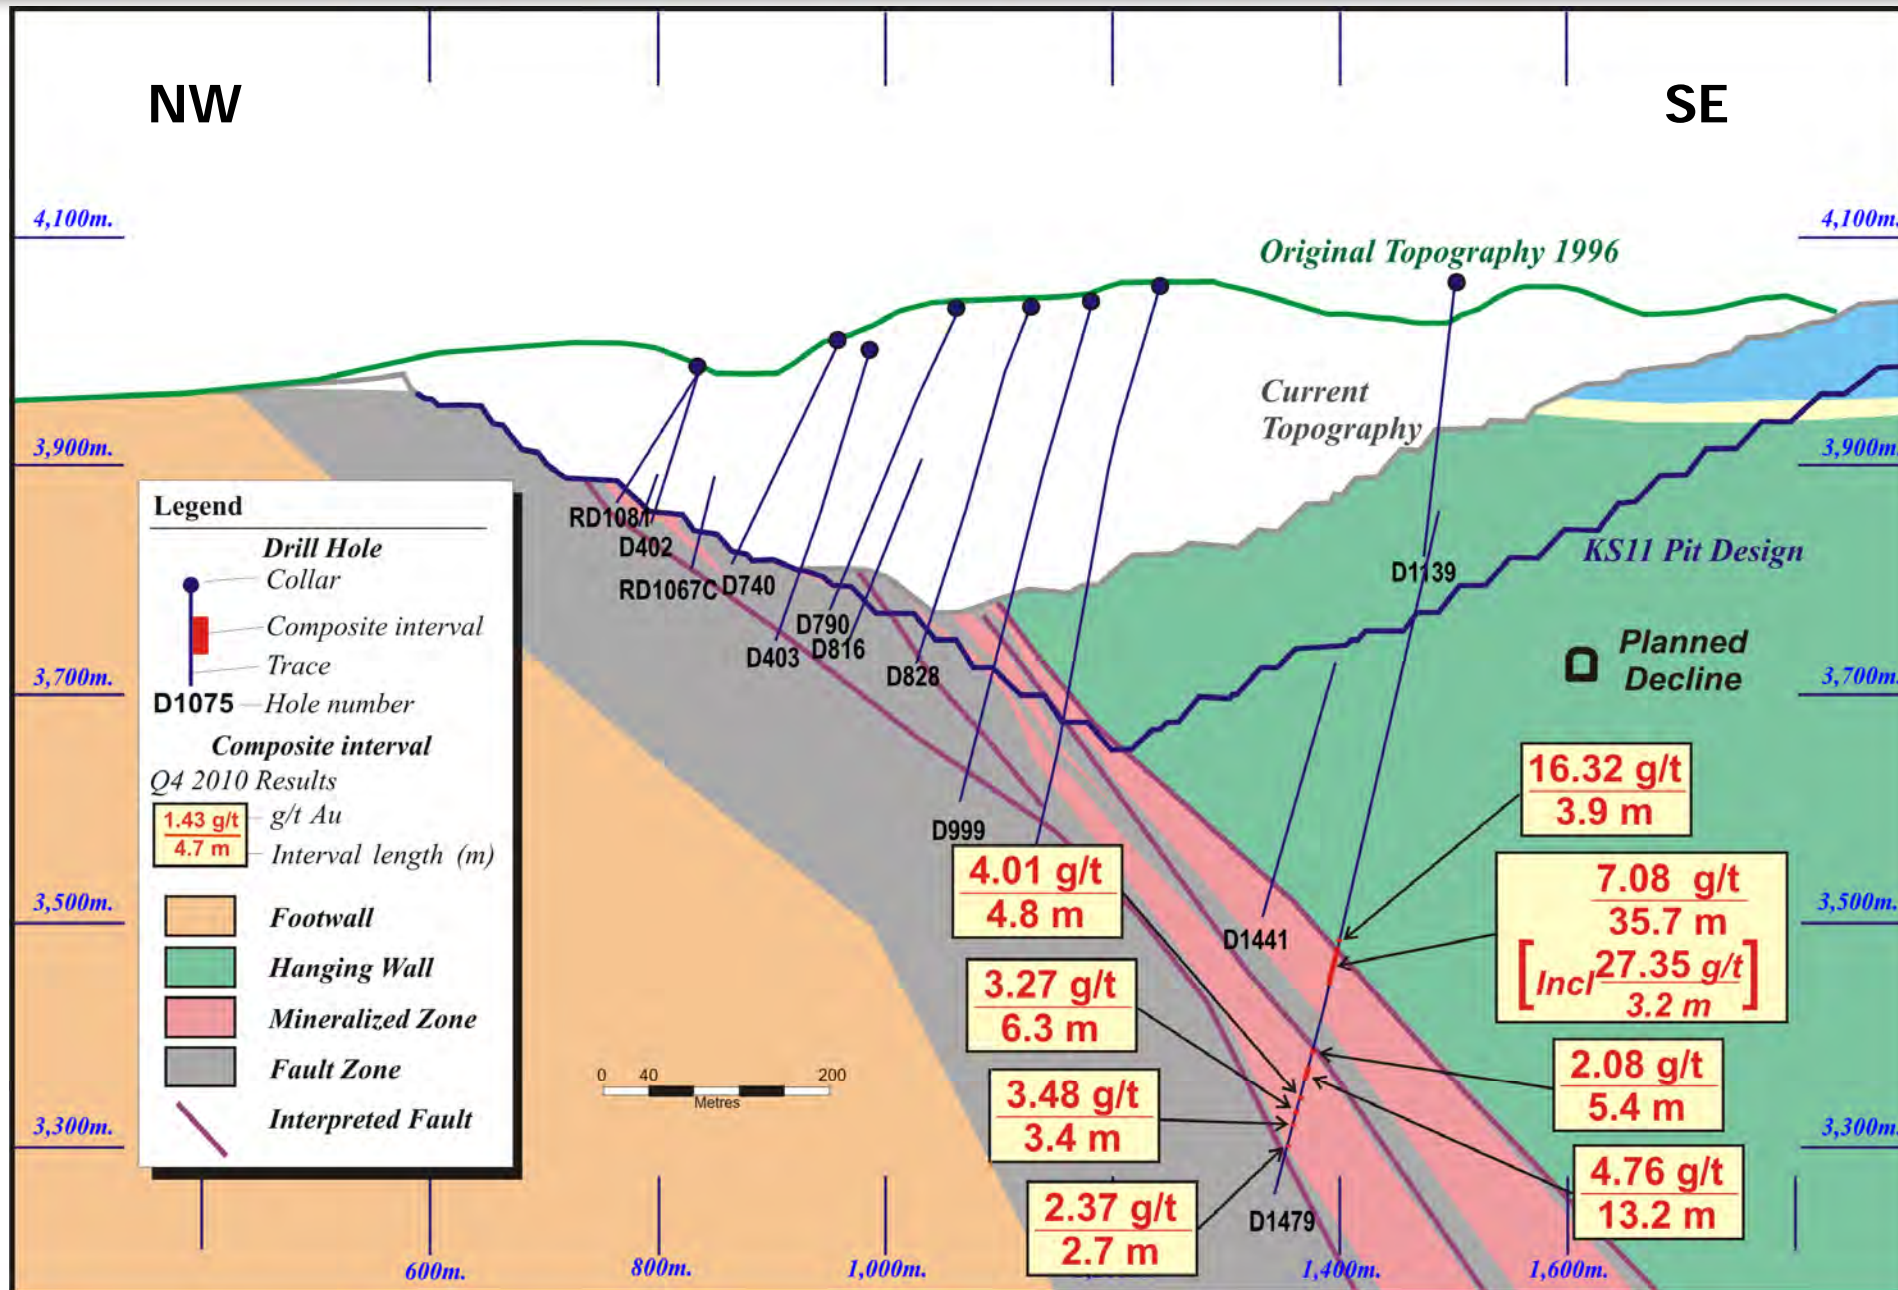 NW
SE
4,100m.
4,100m.
Original Topography 1996
Current
Topography
3,900m.
3,900m.
Legend
Drill Hole
Collar
Composite interval
Trace
D1075
Hole number
Composite interval
Q4 2010 Results
1.43 g/t
4.7 m
g/t Au
Interval length (m)
Footwall
Hanging Wall
Mineralized Zone
Fault Zone
Interpreted Fault
RD1081
D402
RD1067C
D740
D403
D790
D816
D828
D999
D1139
KS11 Pit Design
Planned
Decline
3,700m.
3,700m.
16.32 g/t
3.9 m
7.08 g/t
35.7 m
[Incl 27.35 g/t
3.2 m]
4.01 g/t
4.8 m
D1441
3,500m.
3,500m.
3.27 g/t
6.3 m
2.08 g/t
5.4 m
3.48 g/t
3.4 m
0 40 200
Metres
3,300m.
3,300m.
4.76 g/t
13.2 m
2.37 g/t
2.7 m
D1479
600m.
800m.
1,000m.
1,400m.
1,600m.